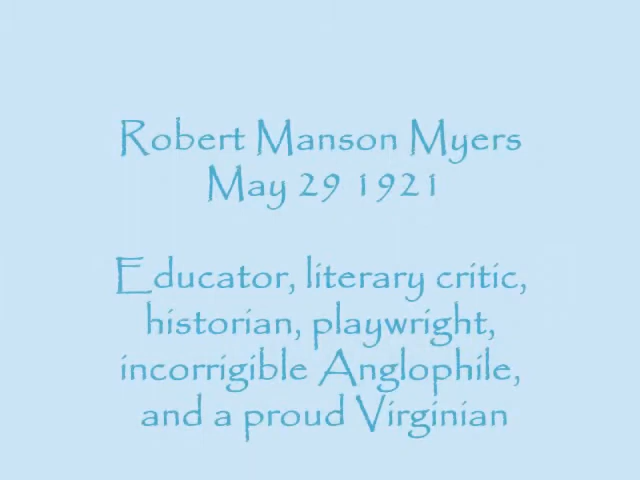 Robert Manson Myers
May 29 1921
Educator, literary critic,
historian, playwright,
incorrigible Anglophile,
and a proud Virginian